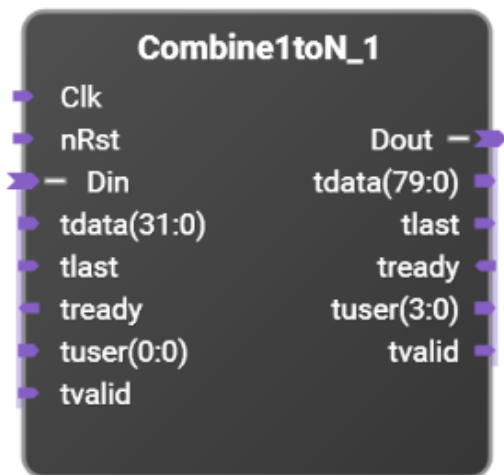 Combine1toN_1
Clk
nRst
Dout
Din
tdata(79:0)
tdata(31:0)
tlast
tlast
tready
tready
tuser(3:0)
tuser(0:0)
tvalid
tvalid